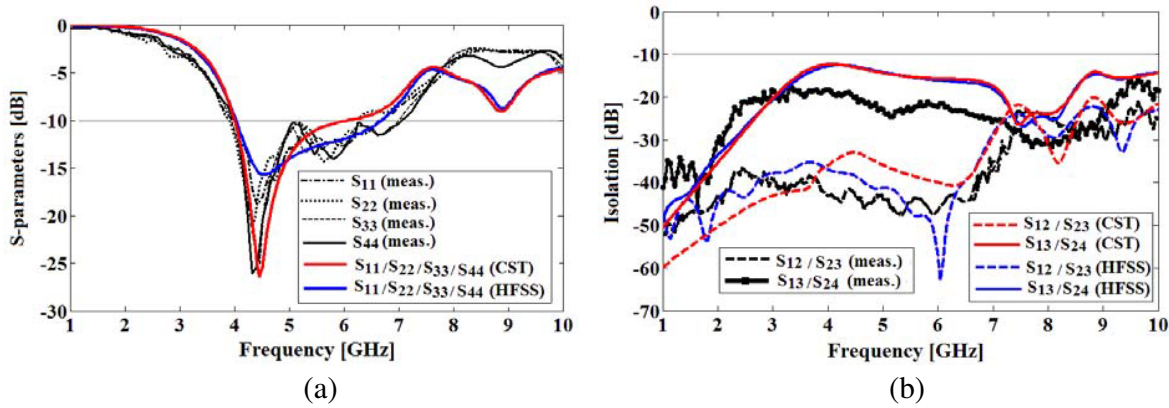 0
-5
-10
-15
-20
-25
-30
S-parameters [dB]
S11 (meas.)
S22 (meas.)
S33 (meas.)
S44 (meas.)
S11/S22/S33/S44 (CST)
S11/S22/S33/S44 (HFSS)
1 2 3 4 5 6 7 8 9 10
Frequency [GHz]
(a)
0
-10
-20
-30
-40
-50
-60
-70
Isolation [dB]
S12/S23 (meas.)
S13/S24 (meas.)
S12/S23 (CST)
S13/S24 (CST)
S12/S23 (HFSS)
S13/S24 (HFSS)
1 2 3 4 5 6 7 8 9 10
Frequency [GHz]
(b)